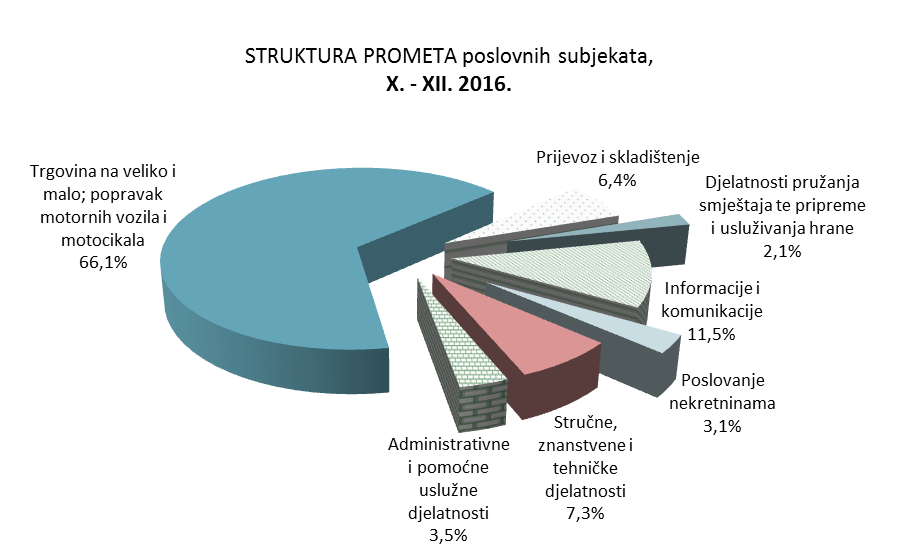 STRUKTURA PROMETA poslovnih subjekata,
X. - XII. 2016.
Trgovina na veliko i
malo; popravak
motornih vozila i
motocikala
66,1%
Prijevoz i skladištenje
6,4%
Djelatnosti pružanja
smještaja te pripreme
i usluživanja hrane
2,1%
Informacije i
komunikacije
11,5%
Poslovanje
nekretninama
3,1%
Stručne,
znanstvene i
tehničke
djelatnosti
7,3%
Administrativne
i pomoćne
uslužne
djelatnosti
3,5%